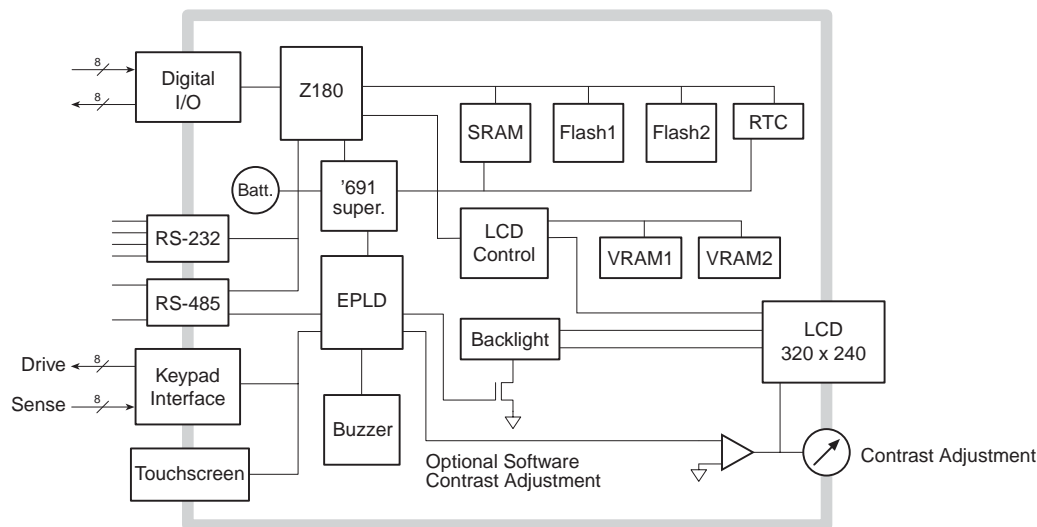 8
8
Digital
I/O
Z180
SRAM
Flash1
Flash2
RTC
Batt.
'691
super.
RS-232
LCD
Control
VRAM1
VRAM2
RS-485
EPLD
Backlight
LCD
320 x 240
Drive
8
Sense
8
Keypad
Interface
Buzzer
Touchscreen
Optional Software
Contrast Adjustment
Contrast Adjustment